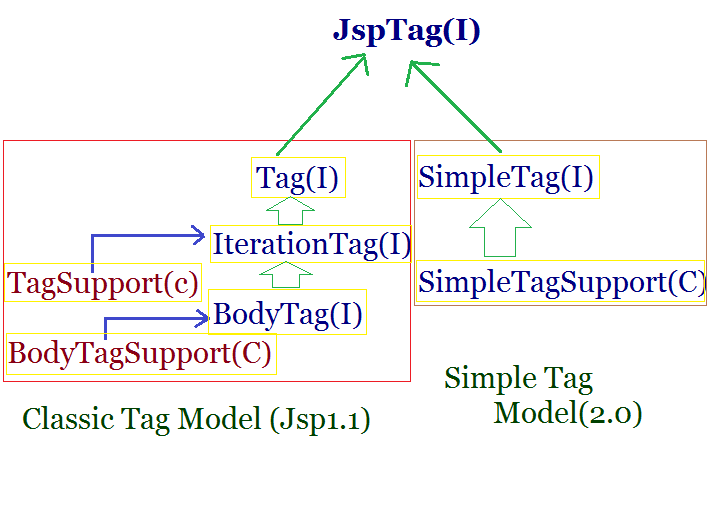 JspTag(I)
Tag(I)
SimpleTag(I)
IterationTag(I)
TagSupport(c)
SimpleTagSupport(C)
BodyTag(I)
BodyTagSupport(C)
Classic Tag Model (Jsp1.1)
Simple Tag
Model(2.0)